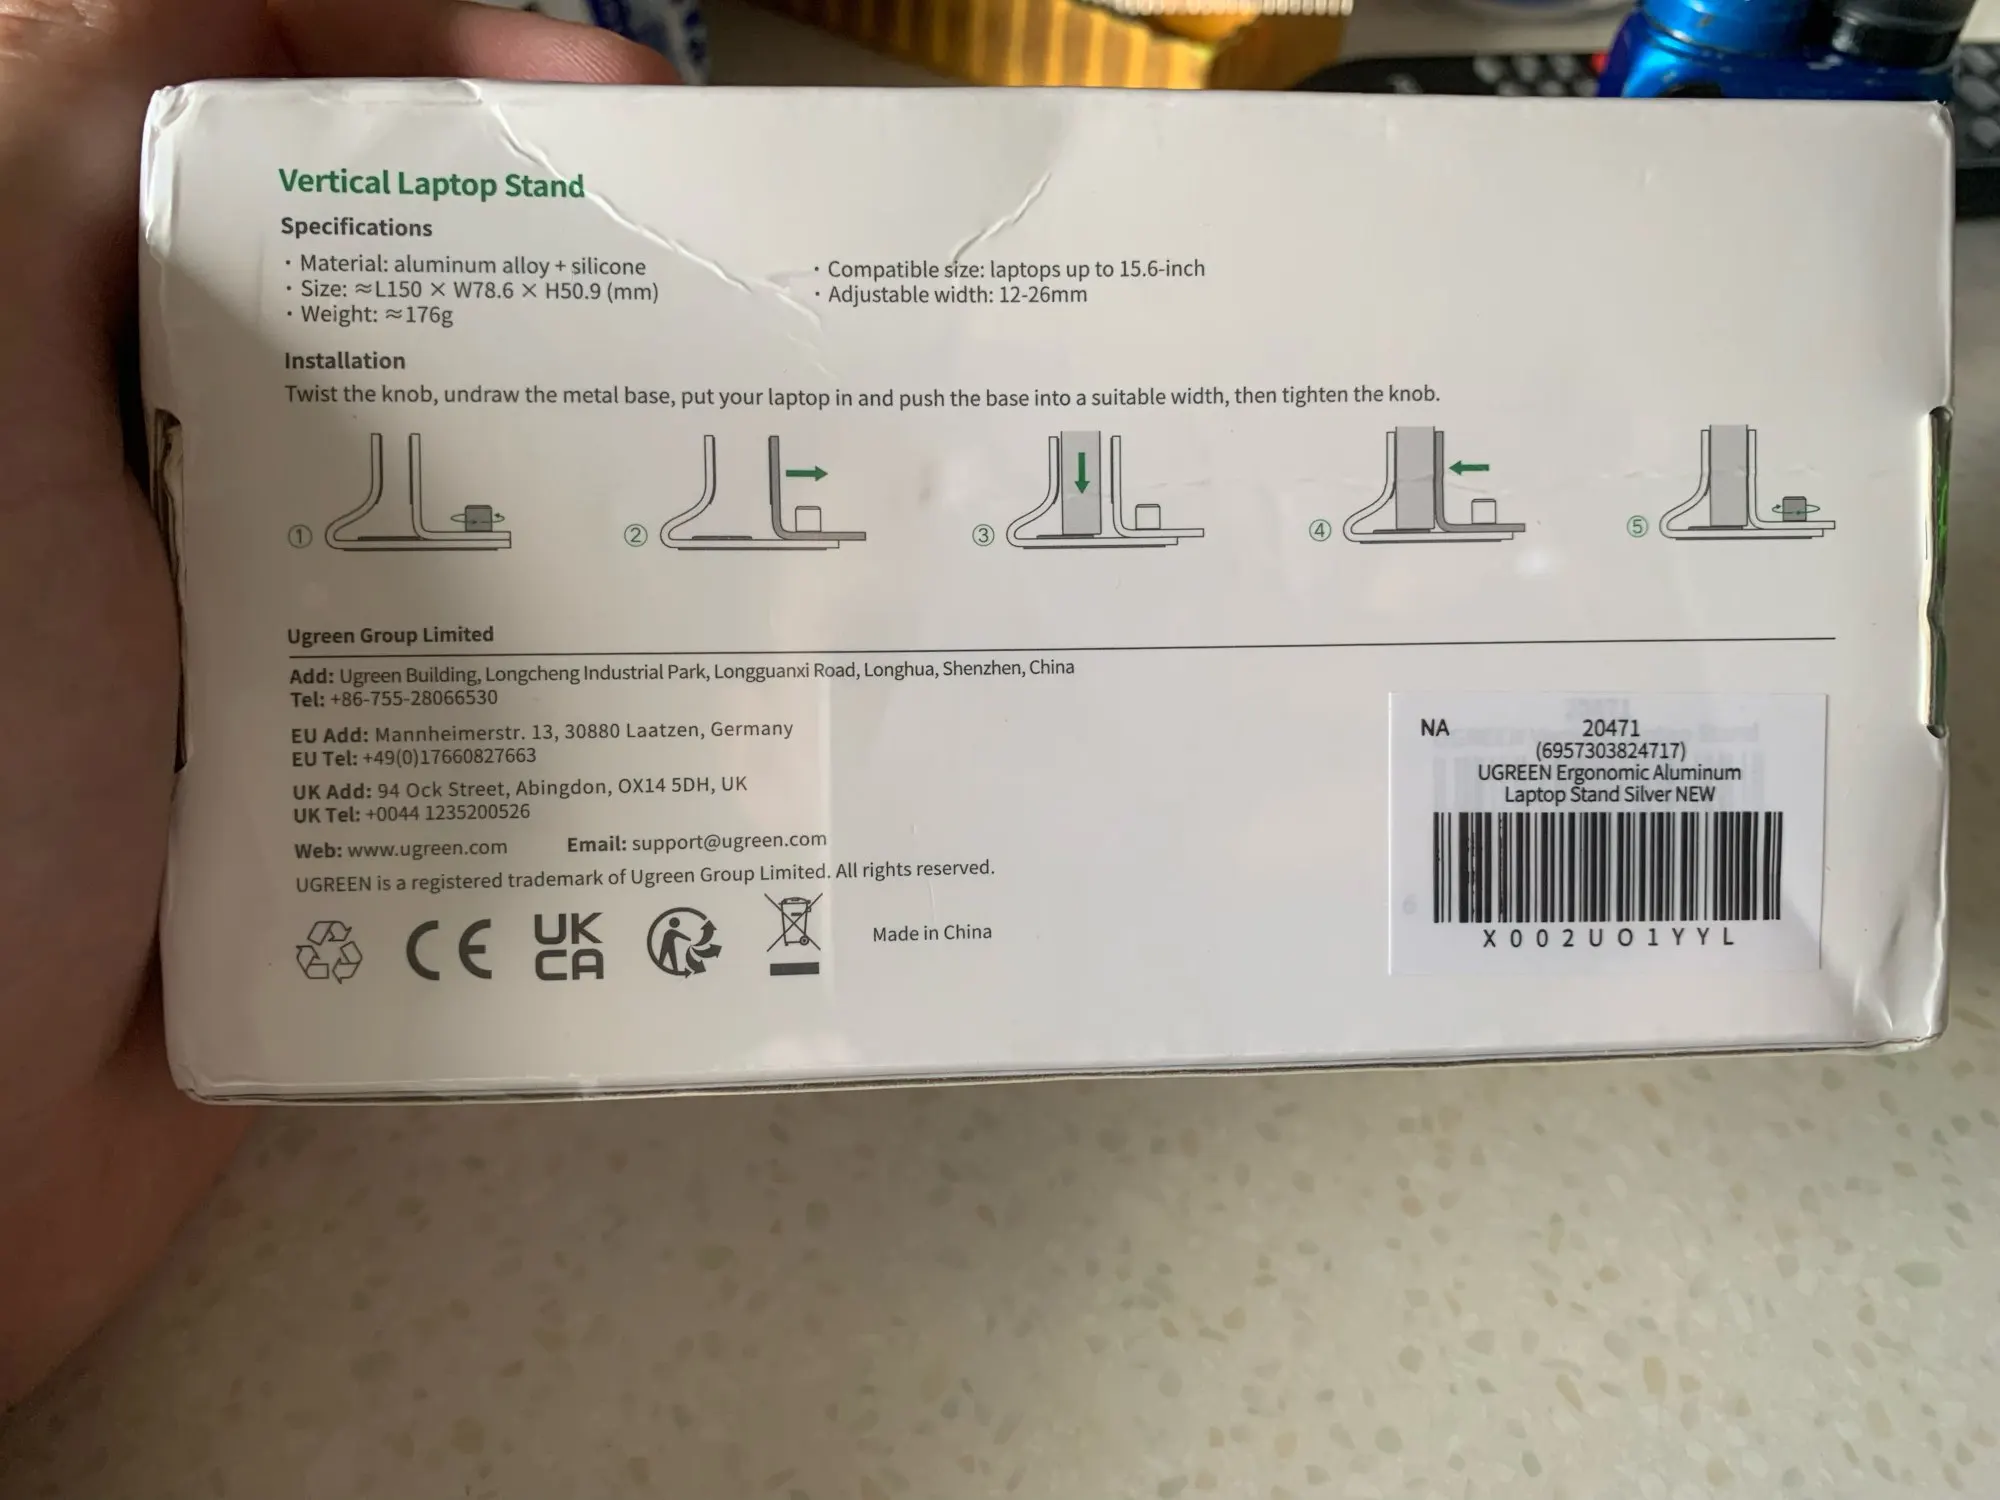 Vertical Laptop Stand
Specifications
· Material: aluminum alloy + silicone
· Size: ≈L150 × W78.6 × H50.9 (mm)
· Weight: ≈176g
· Compatible size: laptops up to 15.6-inch
· Adjustable width: 12-26mm
Installation
Twist the knob, undraw the metal base, put your laptop in and push the base into a suitable width, then tighten the knob.
① ② ③ ④ ⑤
Ugreen Group Limited
Add: Ugreen Building, Longcheng Industrial Park, Longguanxi Road, Longhua, Shenzhen, China
Tel: +86-755-28066530
EU Add: Mannheimerstr. 13, 30880 Laatzen, Germany
EU Tel: +49(0)17660827663
UK Add: 94 Ock Street, Abingdon, OX14 5DH, UK
UK Tel: +0044 1235200526
Web: www.ugreen.com Email: support@ugreen.com
UGREEN is a registered trademark of Ugreen Group Limited. All rights reserved.
CE
UK
CA
Made in China
NA 20471
(6957303824717)
UGREEN Ergonomic Aluminum
Laptop Stand Silver NEW
X002UO1YYL